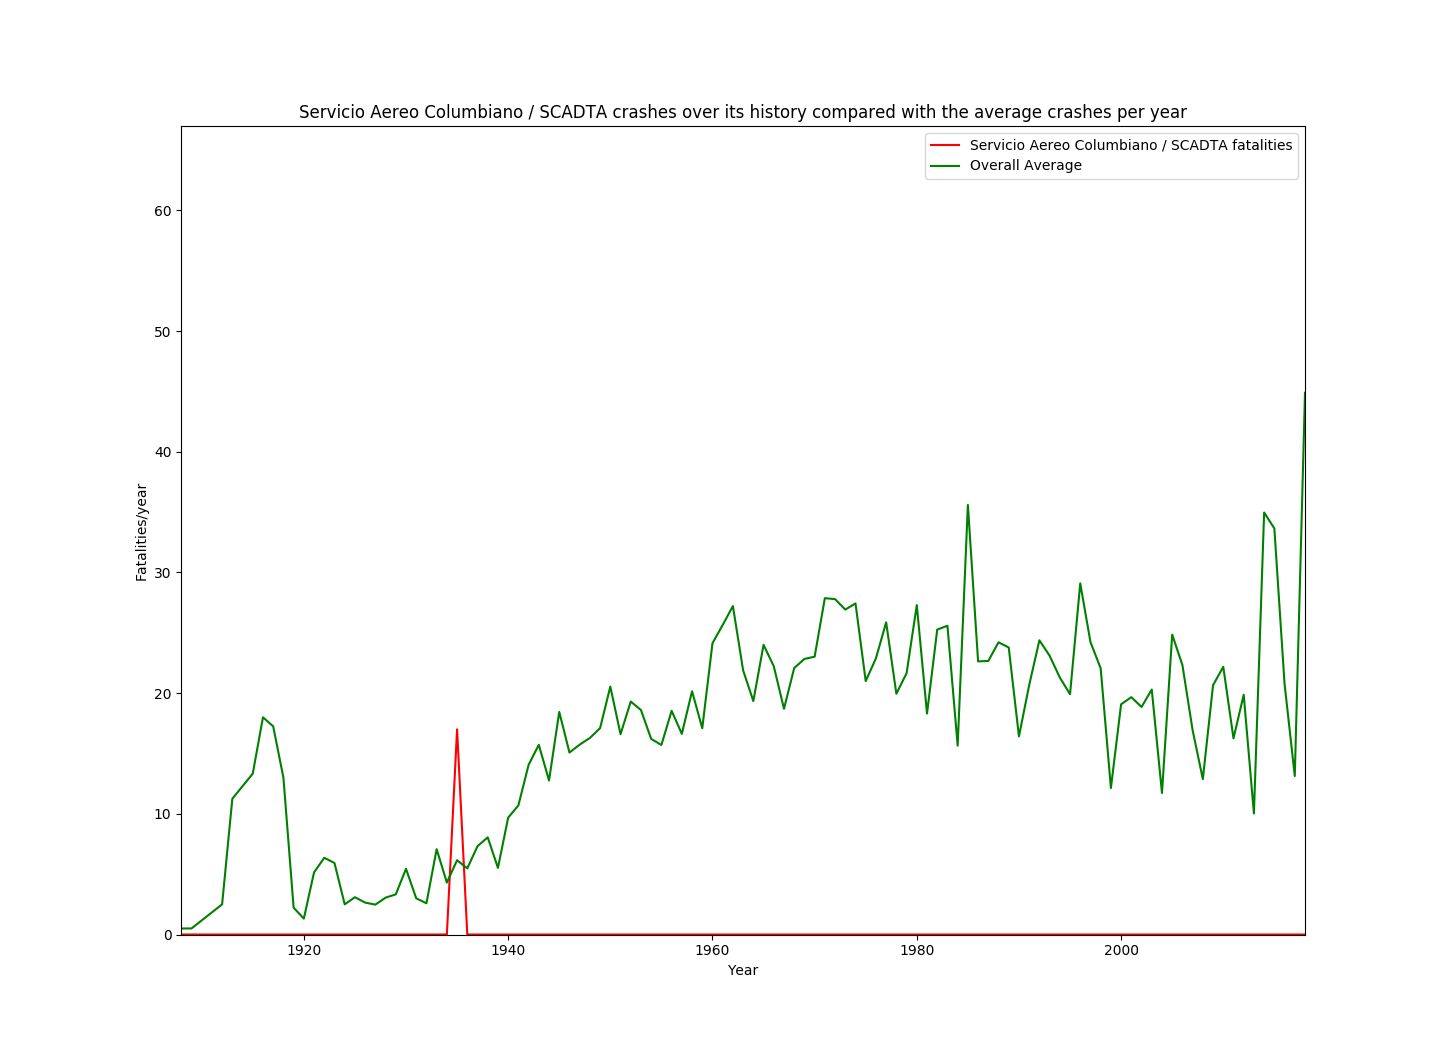 Servicio Aereo Columbiano / SCADTA crashes over its history compared with the average crashes per year
Servicio Aereo Columbiano / SCADTA fatalities
Overall Average
60
50
40
30
20
10
0
Fatalities/year
1920 1940 1960 1980 2000
Year